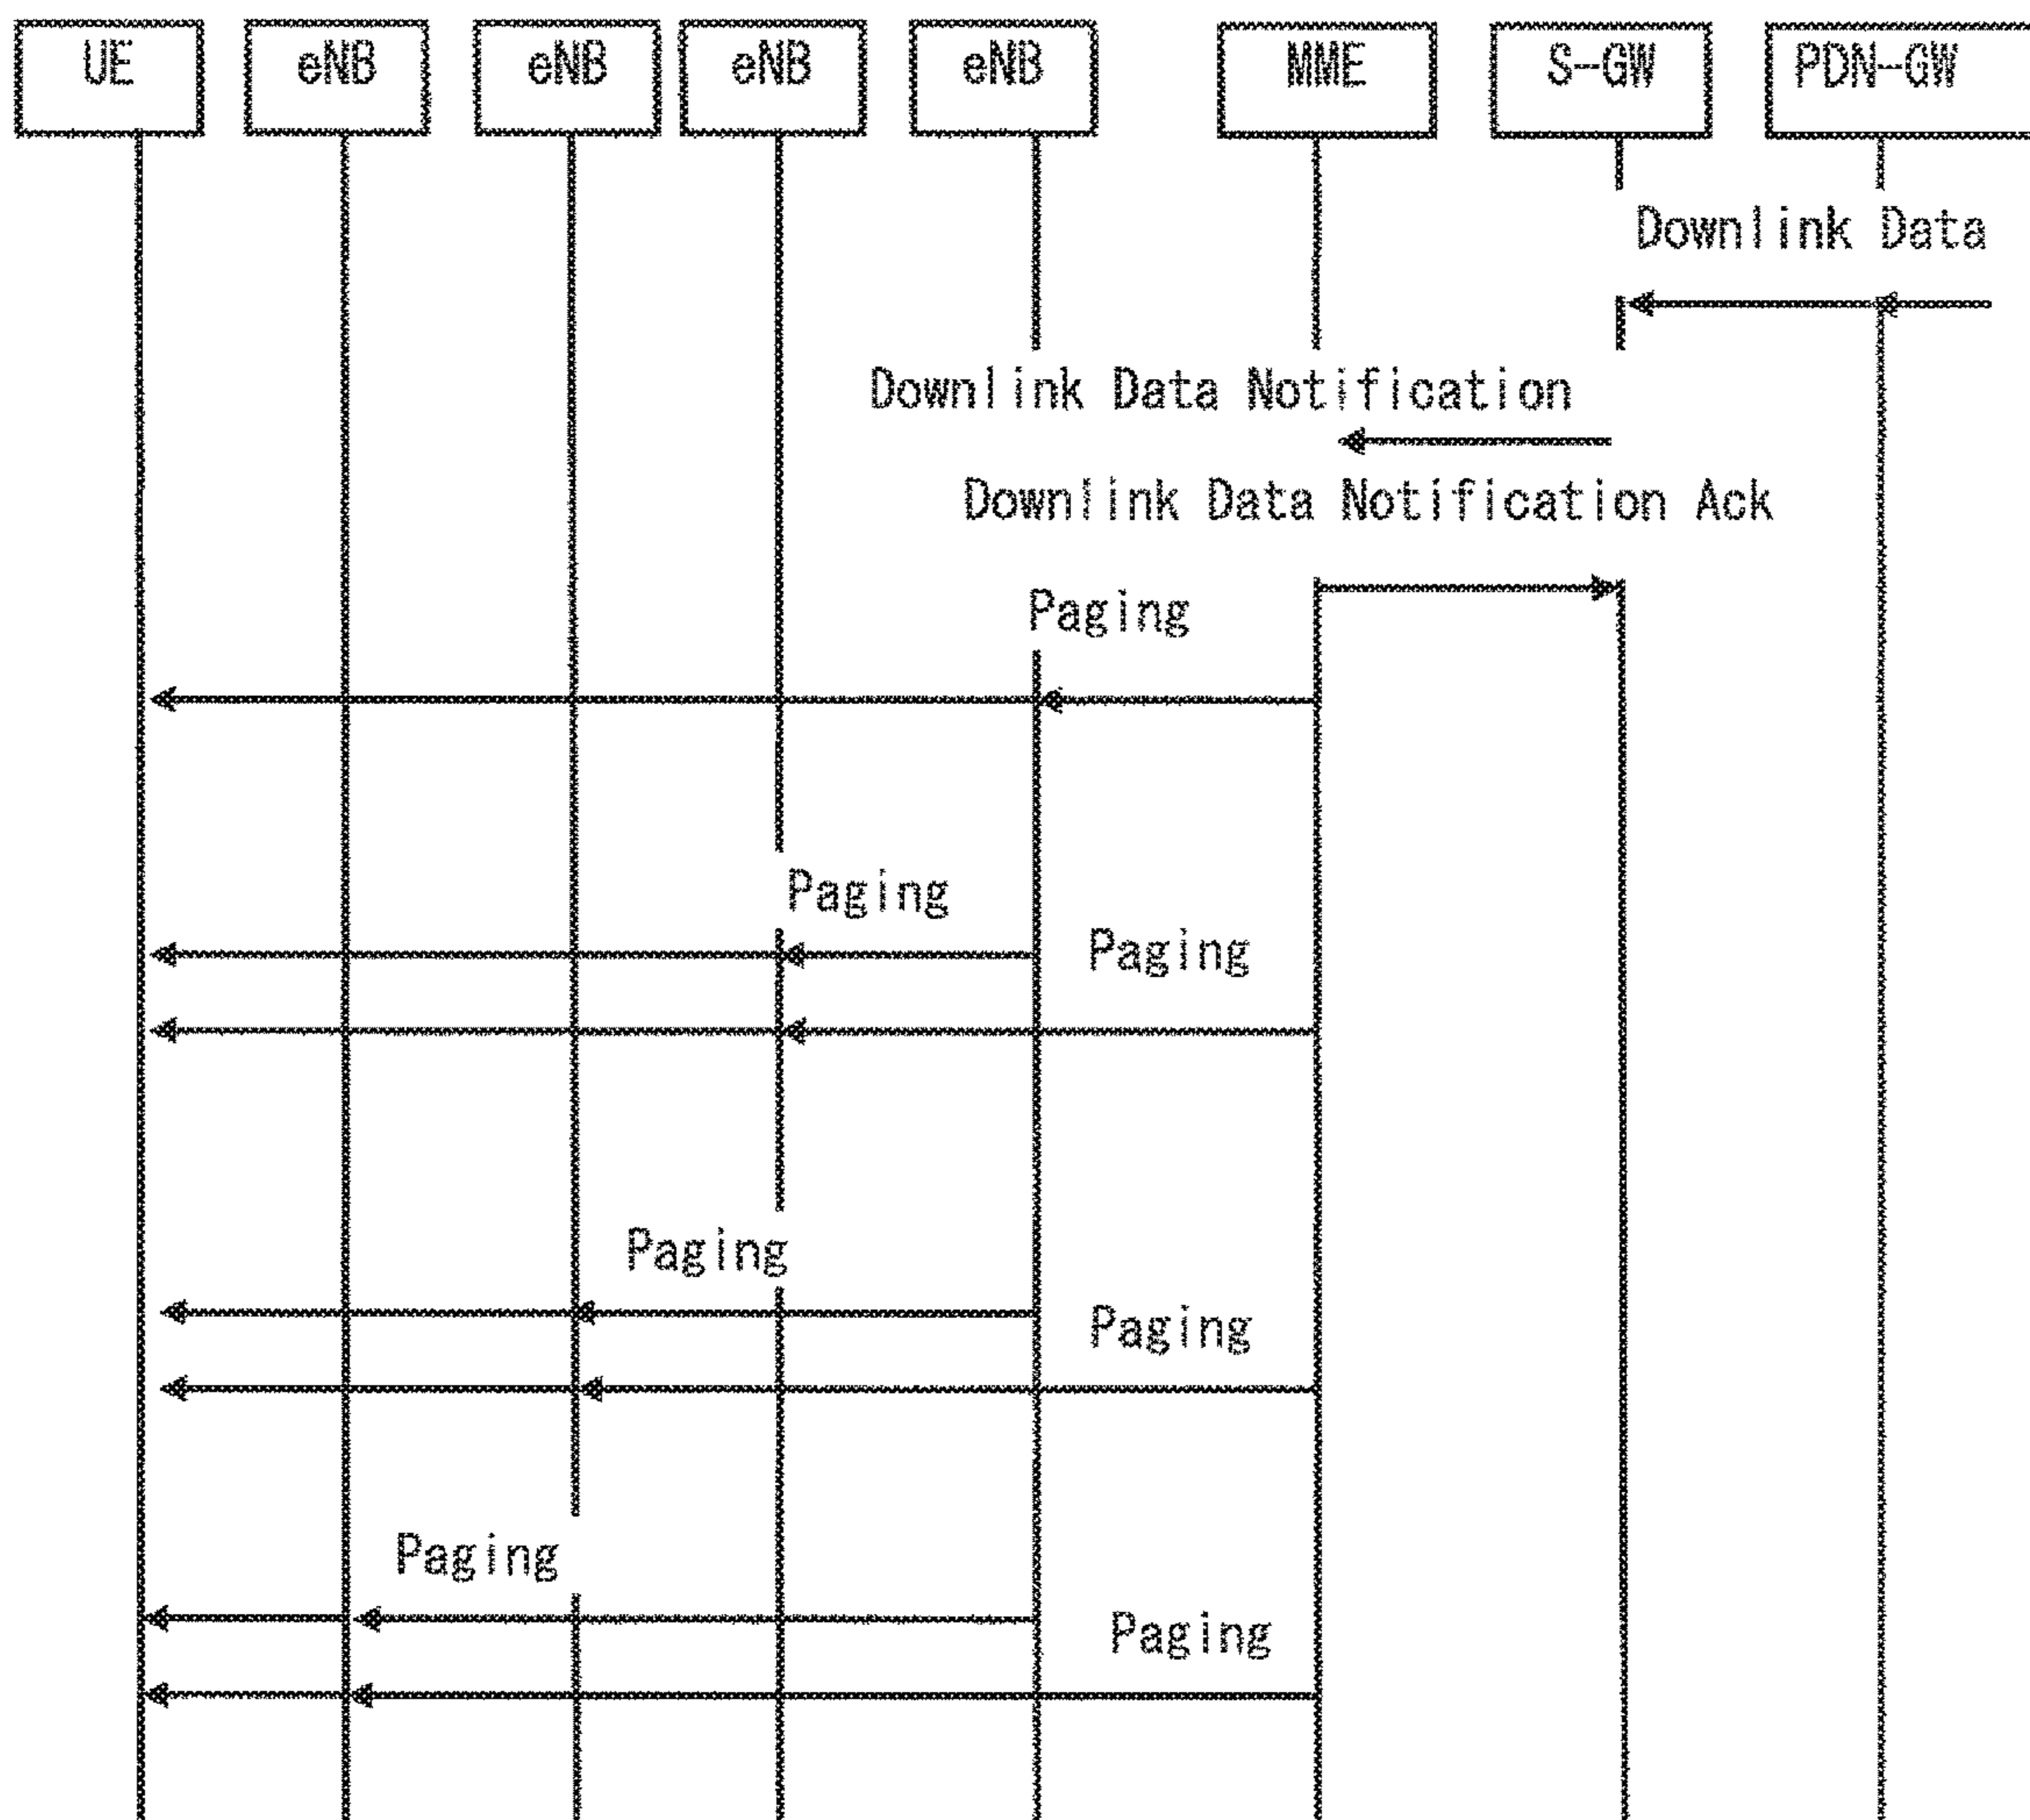 UE eNB eNB eNB eNB MME S-GW PDN-GW
Downlink Data
Downlink Data Notification
Downlink Data Notification Ack
Paging
Paging
Paging
Paging
Paging
Paging
Paging